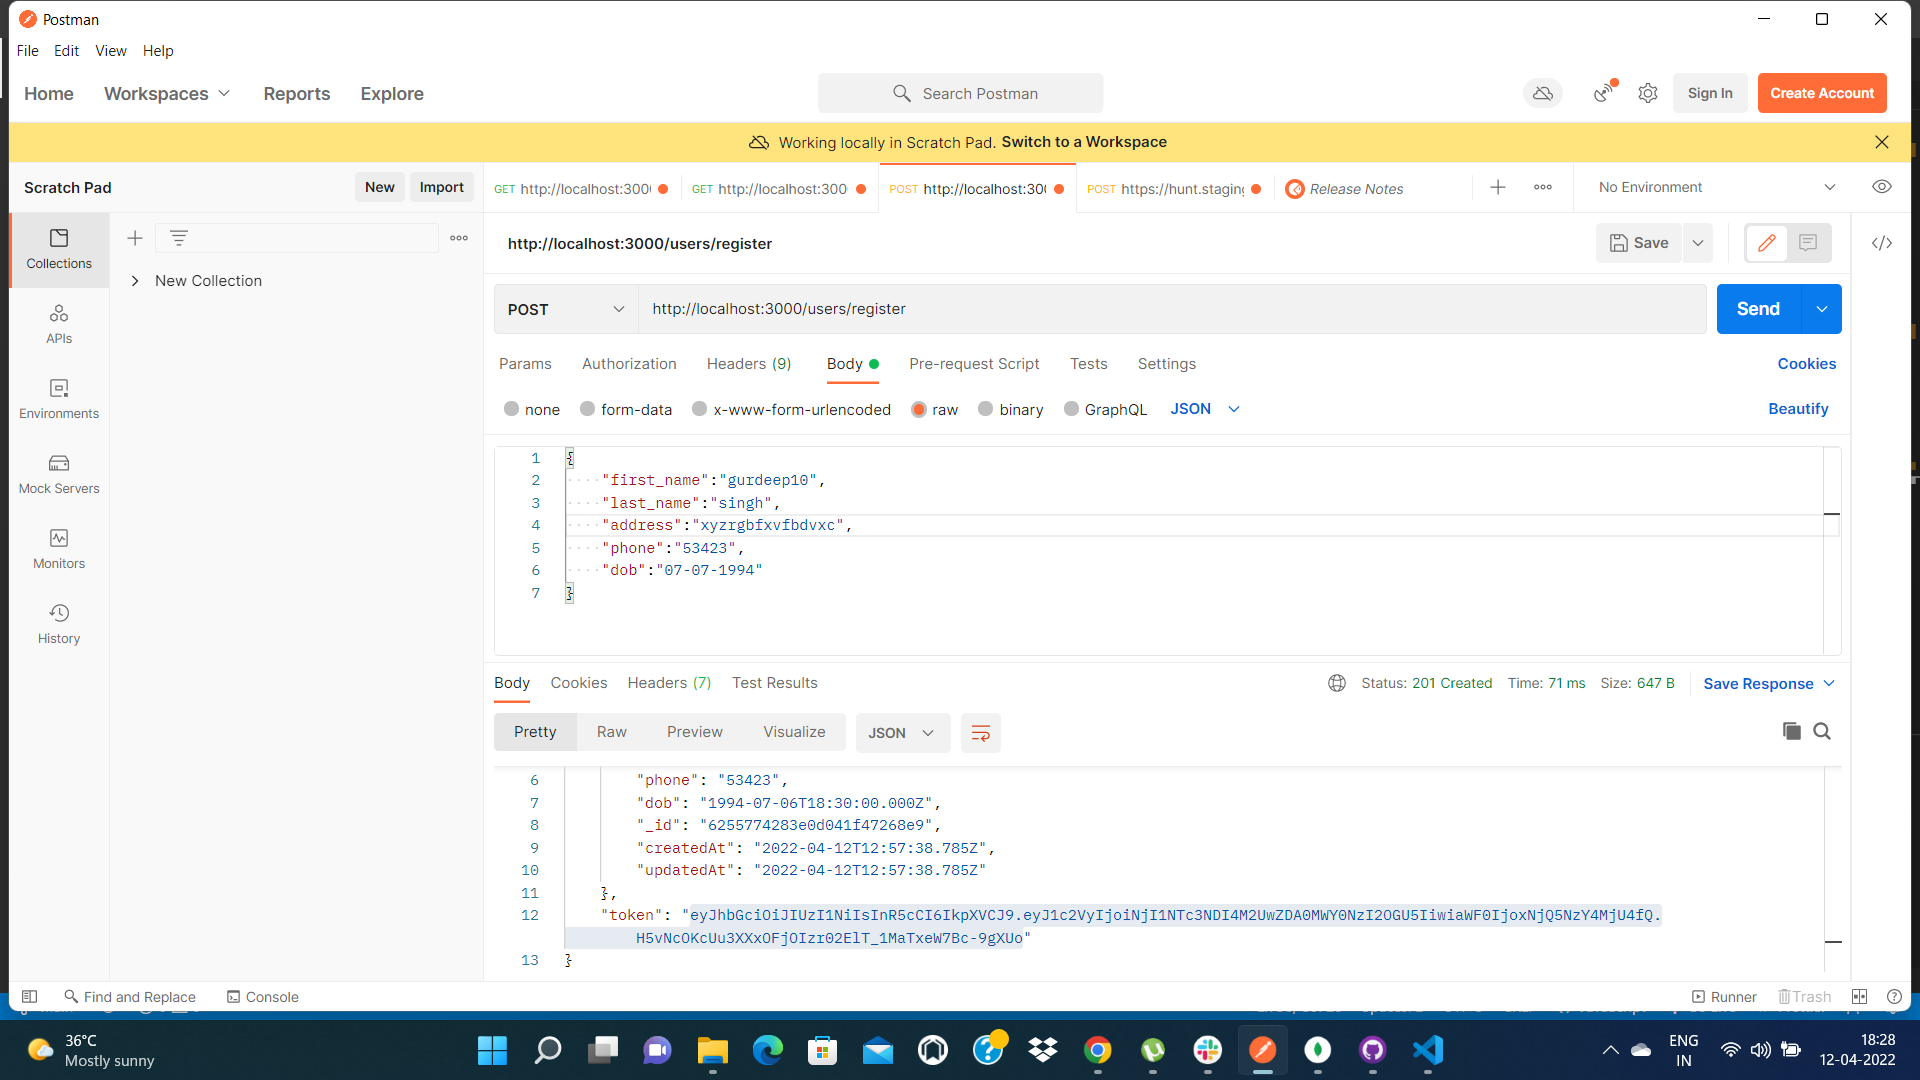 Postman
File Edit View Help
Home Workspaces Reports Explore
Search Postman
Sign In
Create Account
Working locally in Scratch Pad. Switch to a Workspace
Scratch Pad
New
Import
GET http://localhost:300
GET http://localhost:300
POST http://localhost:300
POST https://hunt.staging
Release Notes
No Environment
Collections
APIs
Environments
Mock Servers
Monitors
History
New Collection
http://localhost:3000/users/register
Save
POST
http://localhost:3000/users/register
Send
Params Authorization Headers (9) Body Pre-request Script Tests Settings
Cookies
none form-data x-www-form-urlencoded raw binary GraphQL JSON
Beautify
1 {
2 "first_name":"gurdeep10",
3 "last_name":"singh",
4 "address":"xyzrgbfxvfbdvxc",
5 "phone":"53423",
6 "dob":"07-07-1994"
7 }
Body Cookies Headers (7) Test Results
Status: 201 Created Time: 71 ms Size: 647 B
Save Response
Pretty Raw Preview Visualize
JSON
6 "phone": "53423",
7 "dob": "1994-07-06T18:30:00.000Z",
8 "_id": "6255774283e0d041f47268e9",
9 "createdAt": "2022-04-12T12:57:38.785Z",
10 "updatedAt": "2022-04-12T12:57:38.785Z"
11 },
12 "token": "eyJhbGciOiJIUzI1NiIsInR5cCI6IkpXVCJ9.eyJ1c2VyIjoiNjI1NTc3NDI4M2UwZDA0MWY0NzI2OGU5IiwiaWF0IjoxNjQ5NzY4MjU4fQ.
H5vNcOKcUu3XXxOFjOIzr02ElT_1MaTxeW7Bc-9gXUo"
13 }
Find and Replace
Console
Runner
Trash
36°C
Mostly sunny
ENG
IN
18:28
12-04-2022